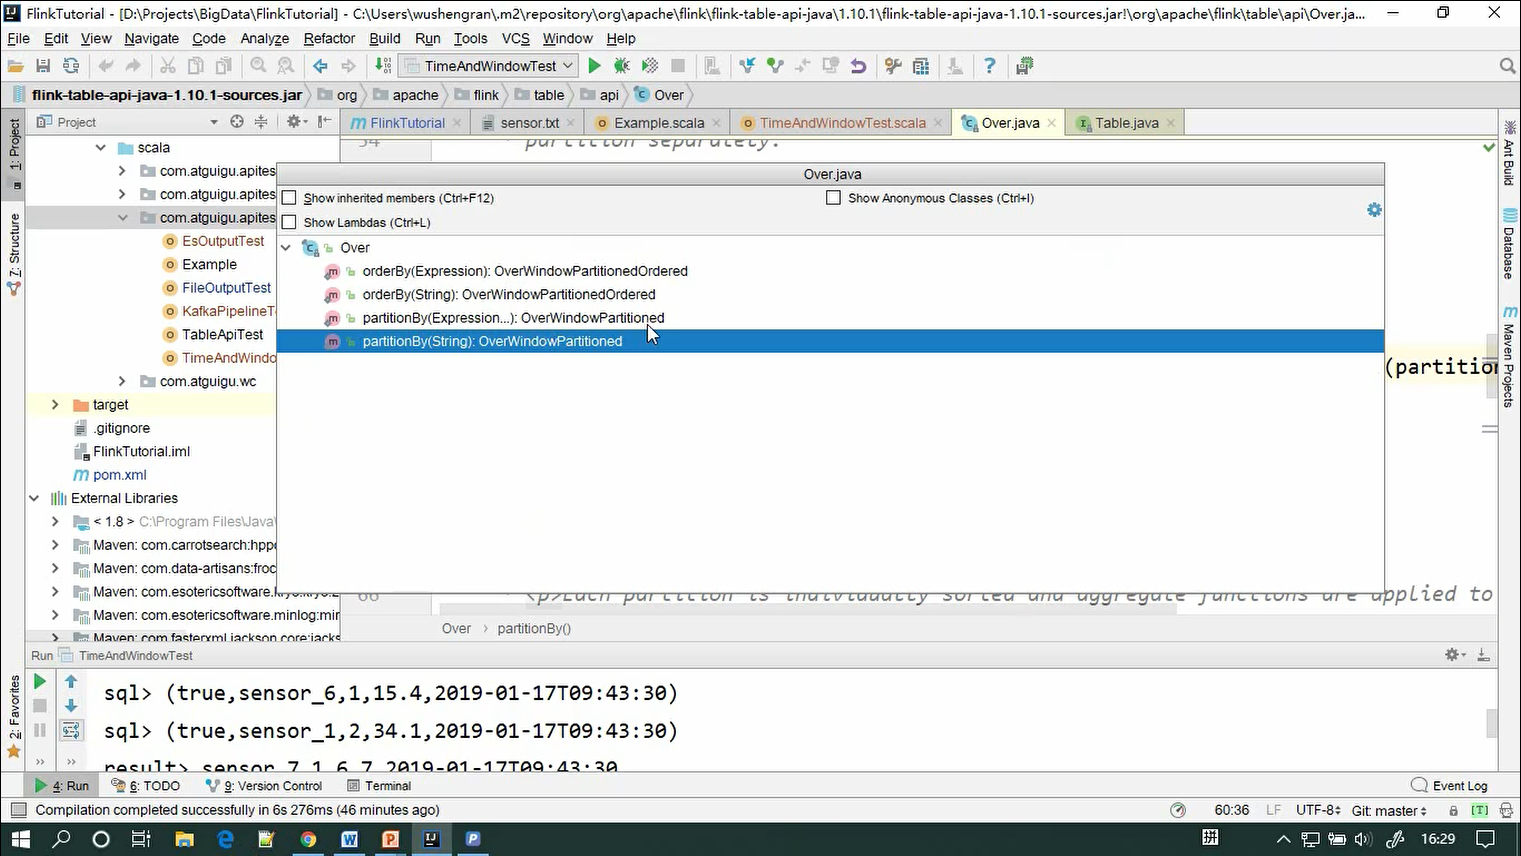 FlinkTutorial - [D:\Projects\BigData\FlinkTutorial] - C:\Users\wushengran\.m2\repository\org\apache\flink\flink-table-api-java\1.10.1\flink-table-api-java-1.10.1-sources.jar!\org\apache\flink\table\api\Over.ja...
File Edit View Navigate Code Analyze Refactor Build Run Tools VCS Window Help
TimeAndWindowTest
flink-table-api-java-1.10.1-sources.jar org apache flink table api Over
Project
FlinkTutorial sensor.txt Example.scala TimeAndWindowTest.scala Over.java Table.java
1: Project
7: Structure
2: Favorites
Ant Build
Database
Maven Projects
scala
com.atguigu.apites
com.atguigu.apites
com.atguigu.apites
EsOutputTest
Example
FileOutputTest
KafkaPipelineTe
TableApiTest
TimeAndWindo
com.atguigu.wc
target
.gitignore
FlinkTutorial.iml
pom.xml
External Libraries
< 1.8 > C:\Program Files\Java\
Maven: com.carrotsearch:hppc
Maven: com.data-artisans:froc
Maven: com.esotericsoftware.kryo:kryo:2
Maven: com.esotericsoftware.minlog:min
Maven: com.fasterxml.jackson.core:jacks
54 partition separately.
Over.java
Show inherited members (Ctrl+F12) Show Anonymous Classes (Ctrl+I)
Show Lambdas (Ctrl+L)
Over
orderBy(Expression): OverWindowPartitionedOrdered
orderBy(String): OverWindowPartitionedOrdered
partitionBy(Expression...): OverWindowPartitioned
partitionBy(String): OverWindowPartitioned
(partition
66 <p>Each partition is individually sorted and aggregate functions are applied to
Over partitionBy()
Run TimeAndWindowTest
sql> (true,sensor_6,1,15.4,2019-01-17T09:43:30)
sql> (true,sensor_1,2,34.1,2019-01-17T09:43:30)
result> sensor_7,1,6.7,2019-01-17T09:43:30
4: Run 6: TODO 9: Version Control Terminal Event Log
Compilation completed successfully in 6s 276ms (46 minutes ago) 60:36 LF UTF-8 Git: master [T]
拼 16:29